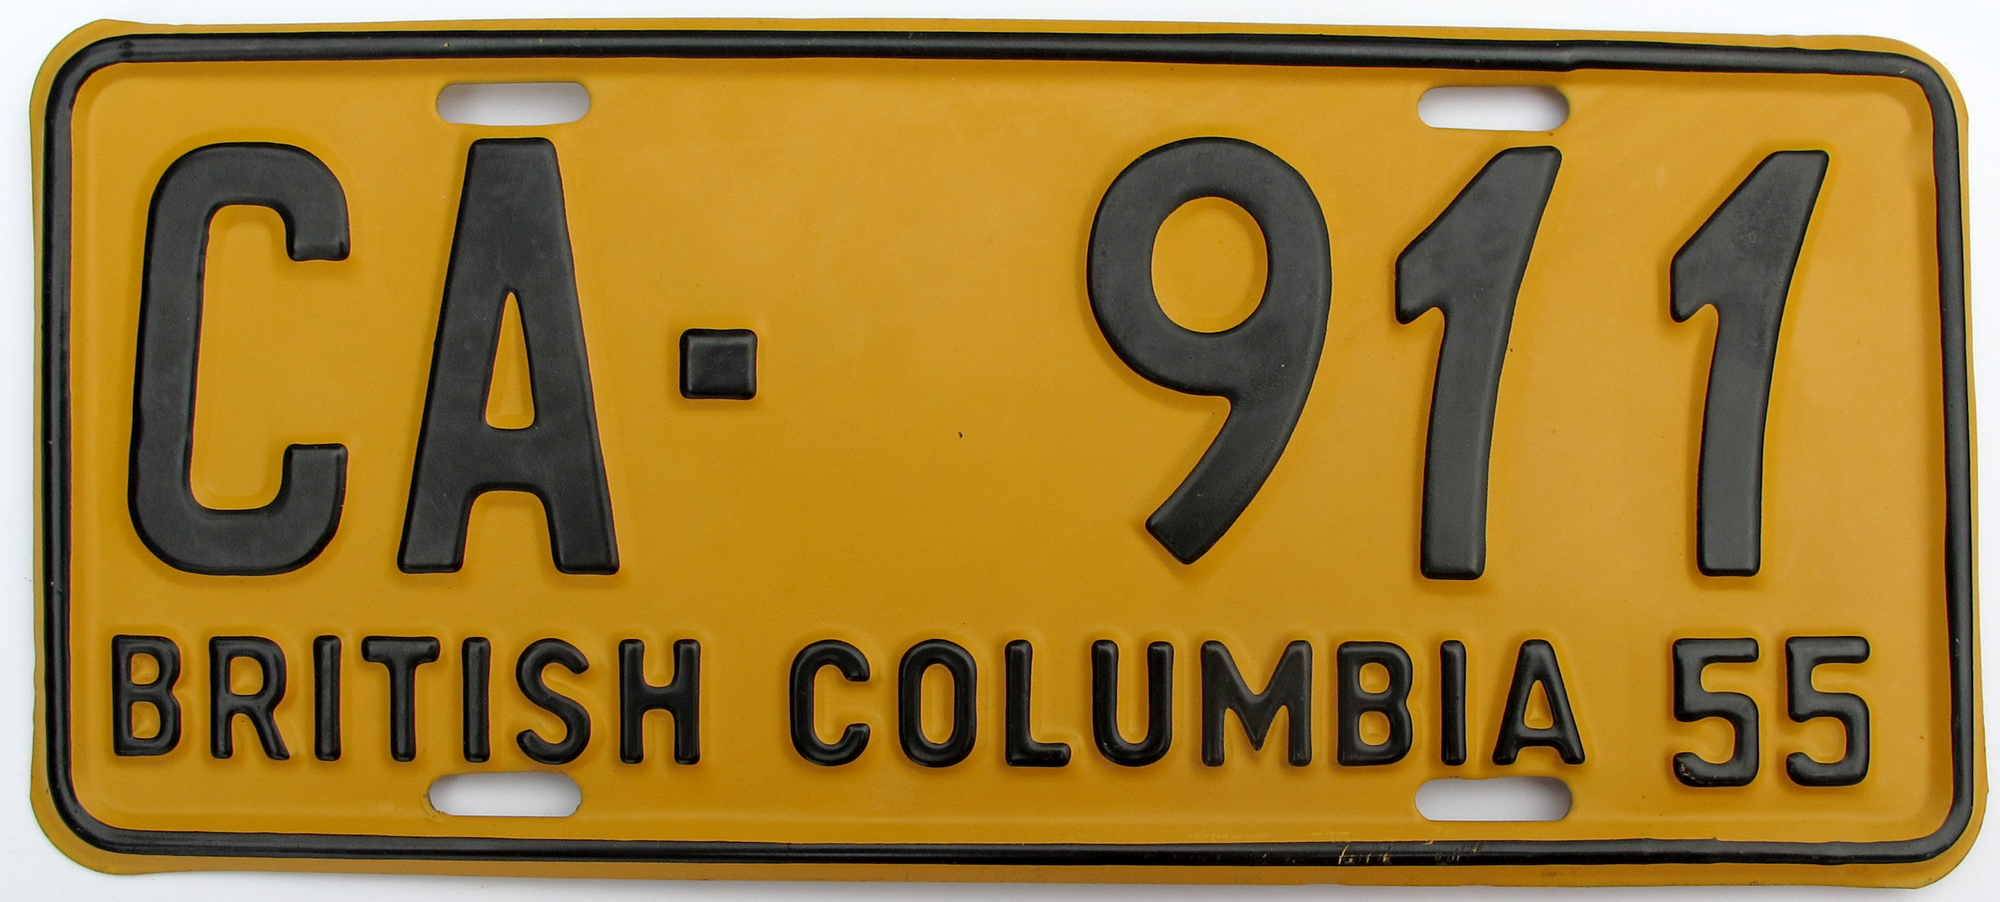 CA- 911
BRITISH COLUMBIA 55